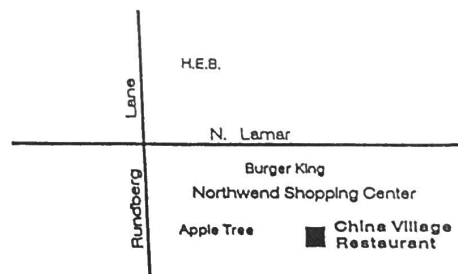 H.E.B.
Lane
N. Lamar
Rundberg
Burger King
Northwend Shopping Center
Apple Tree
China Village
Restaurant